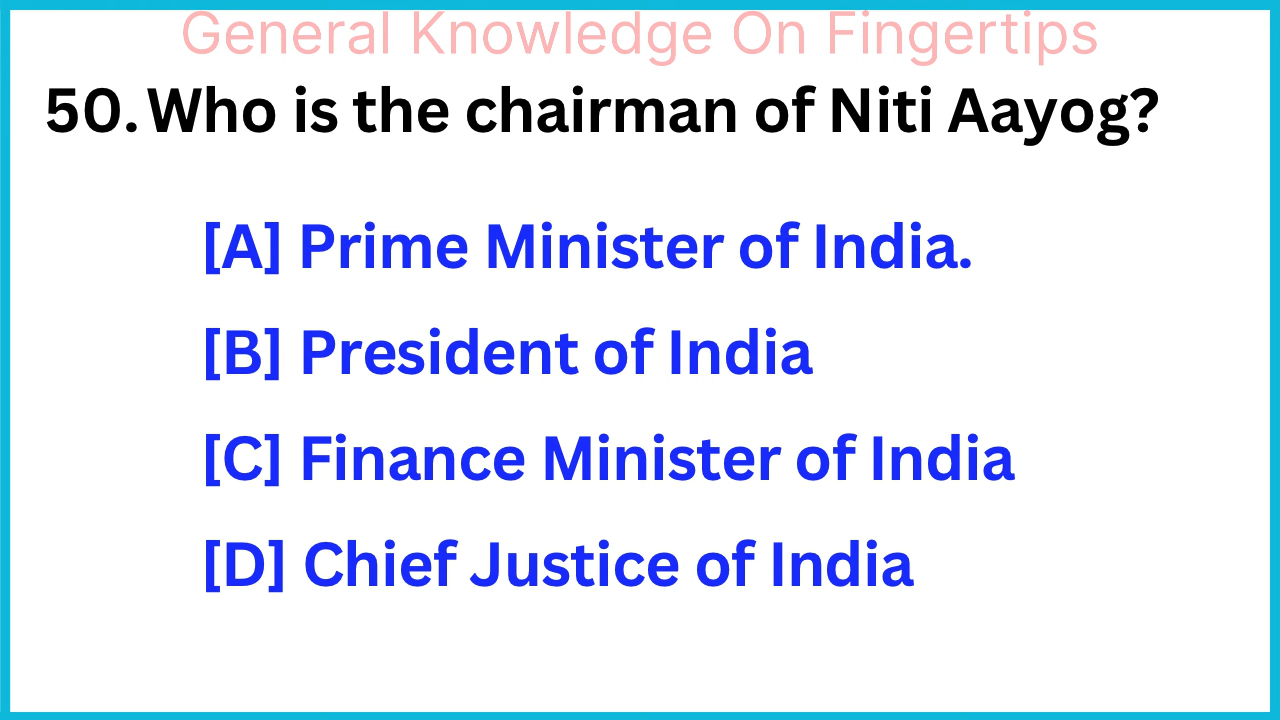 General Knowledge On Fingertips
50. Who is the chairman of Niti Aayog?
[A] Prime Minister of India.
[B] President of India
[C] Finance Minister of India
[D] Chief Justice of India